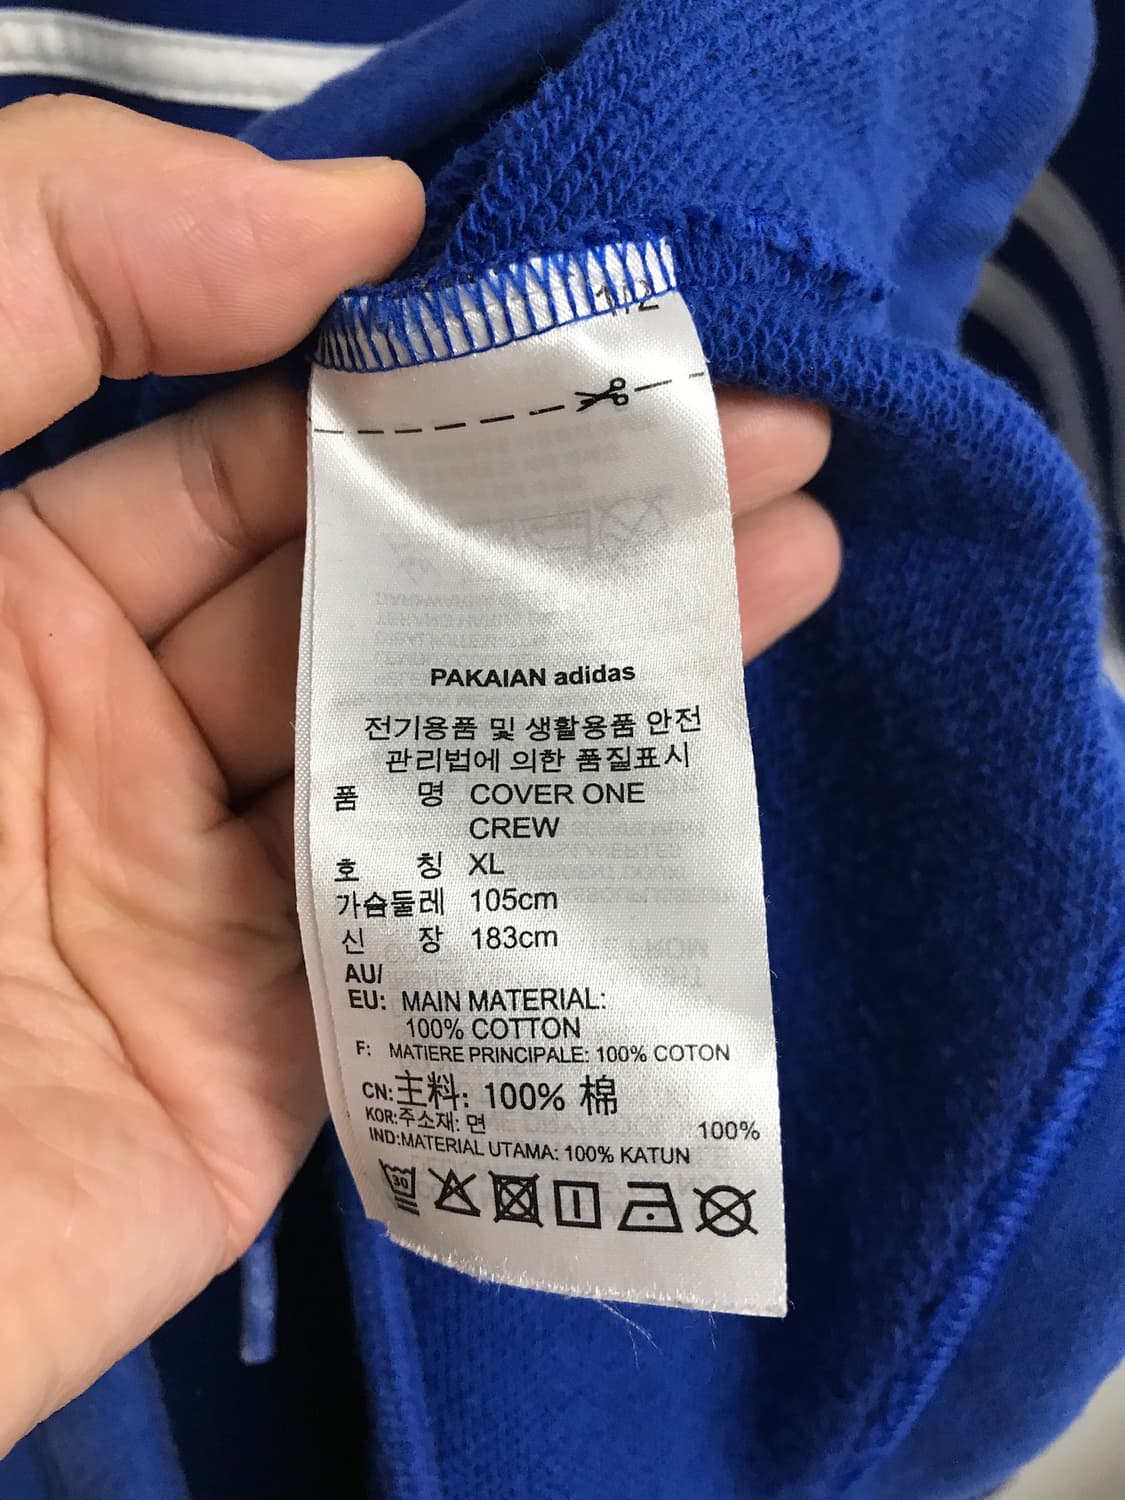 1/2
PAKAIAN adidas
전기용품 및 생활용품 안전
관리법에 의한 품질표시
품 명 COVER ONE
CREW
호 칭 XL
가슴둘레 105cm
신 장 183cm
AU/
EU: MAIN MATERIAL:
100% COTTON
F: MATIERE PRINCIPALE: 100% COTON
CN:主料: 100% 棉
KOR:주소재: 면 100%
IND:MATERIAL UTAMA: 100% KATUN
30